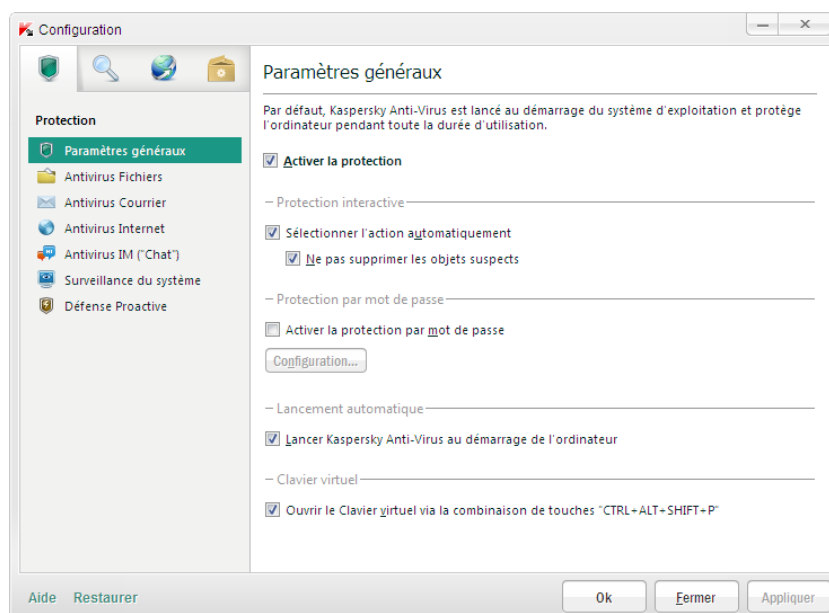 Configuration
Paramètres généraux
Par défaut, Kaspersky Anti-Virus est lancé au démarrage du système d'exploitation et protège
l'ordinateur pendant toute la durée d'utilisation.
Protection
Paramètres généraux
Antivirus Fichiers
Antivirus Courrier
Antivirus Internet
Antivirus IM ("Chat")
Surveillance du système
Défense Proactive
Activer la protection
Protection interactive
Sélectionner l'action automatiquement
Ne pas supprimer les objets suspects
Protection par mot de passe
Activer la protection par mot de passe
Configuration...
Lancement automatique
Lancer Kaspersky Anti-Virus au démarrage de l'ordinateur
Clavier virtuel
Ouvrir le Clavier virtuel via la combinaison de touches "CTRL+ALT+SHIFT+P"
Aide Restaurer
Ok Fermer Appliquer